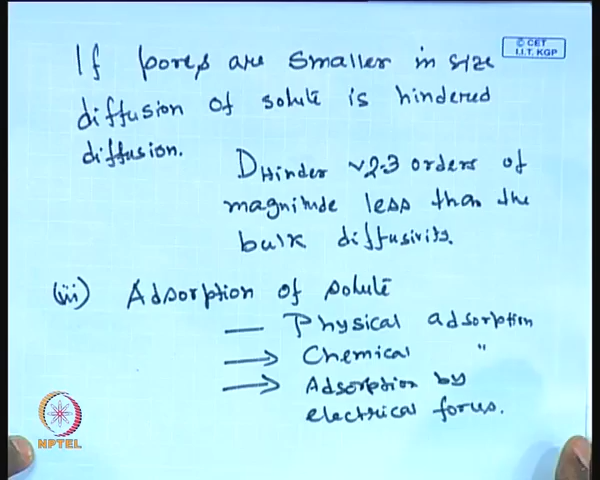 © CET
I.I.T. KGP
If pores are smaller in size
diffusion of solute is hindered
diffusion.
DHinder ~2-3 orders of
magnitude less than the
bulk diffusivity.
(iii) Adsorption of solute
— Physical adsorption
→ Chemical "
→ Adsorption by
electrical forces.
NPTEL